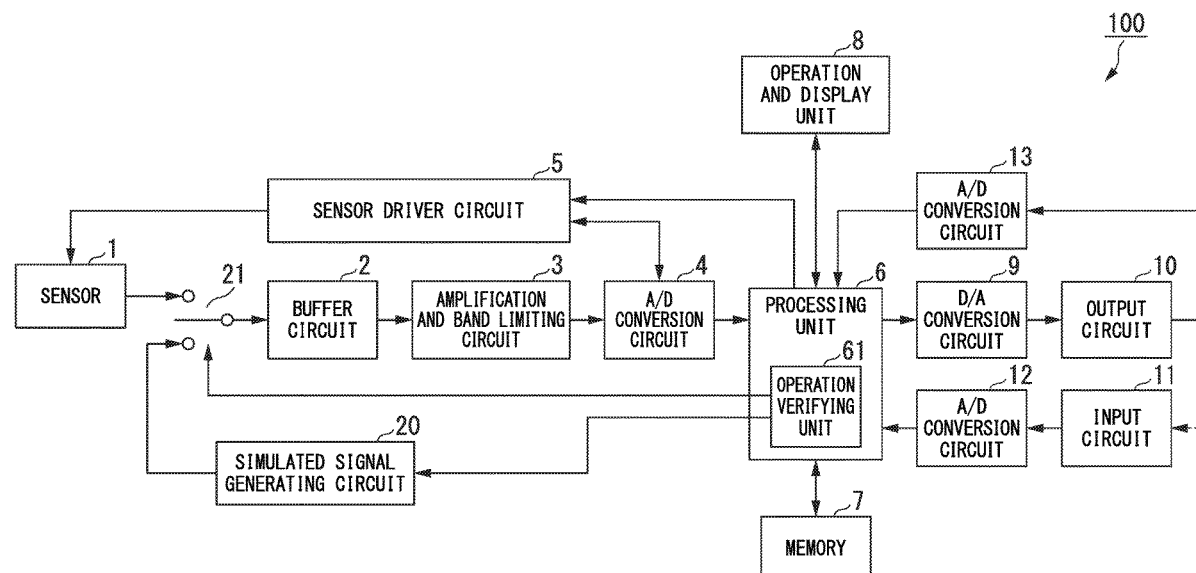 100
8
OPERATION
AND DISPLAY
UNIT
5
SENSOR DRIVER CIRCUIT
13
A/D
CONVERSION
CIRCUIT
1
SENSOR
21
2
BUFFER
CIRCUIT
3
AMPLIFICATION
AND BAND LIMITING
CIRCUIT
4
A/D
CONVERSION
CIRCUIT
6
PROCESSING
UNIT
9
D/A
CONVERSION
CIRCUIT
10
OUTPUT
CIRCUIT
61
OPERATION
VERIFYING
UNIT
12
A/D
CONVERSION
CIRCUIT
11
INPUT
CIRCUIT
20
SIMULATED SIGNAL
GENERATING CIRCUIT
7
MEMORY